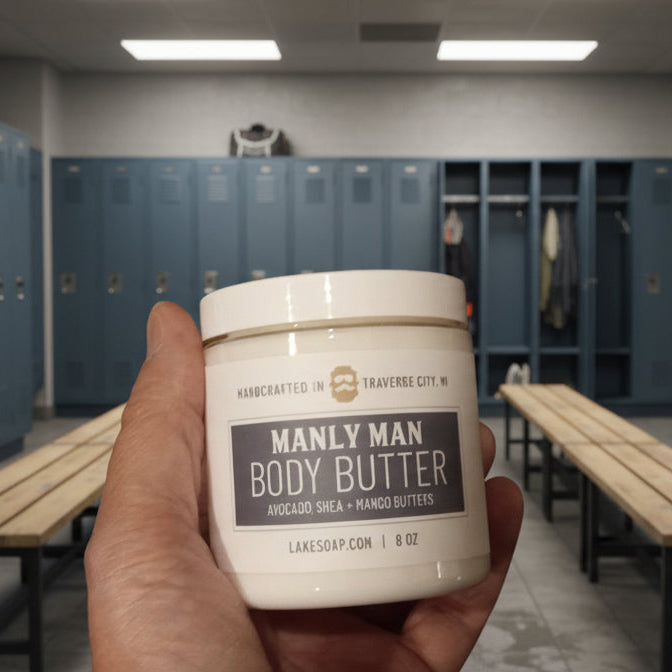 HANDCRAFTED IN TRAVERSE CITY, MI
MANLY MAN
BODY BUTTER
AVOCADO, SHEA + MANGO BUTTERS
LAKESOAP.COM | 8 OZ